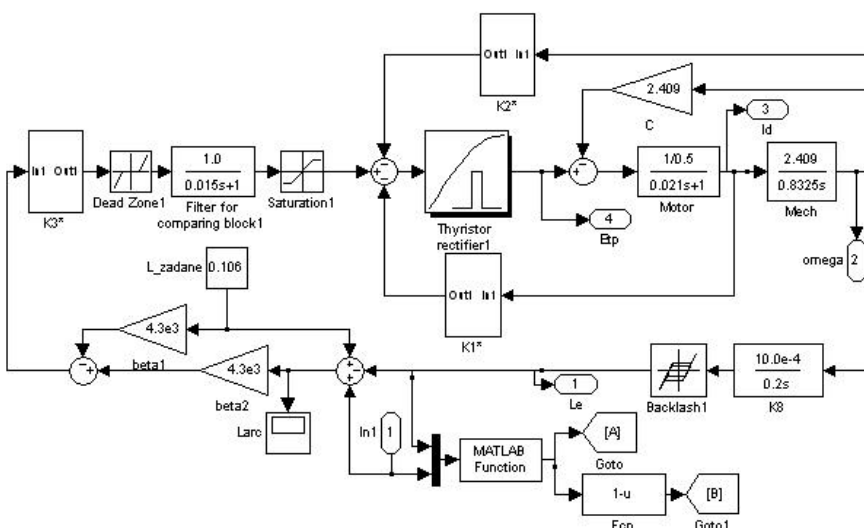 Out1 In1
K2*
2.409
C
3
Id
In1 Out1
K3*
Dead Zone1
1.0
0.015s+1
Filter for
comparing block1
Saturation1
Thyristor
rectifier1
4
Etp
1/0.5
0.021s+1
Motor
2.409
0.8325s
Mech
omega 2
L_zadane 0.106
Out1 In1
K1*
4.3e3
beta1
4.3e3
beta2
Larc
In1 1
1
Le
Backlash1
10.0e-4
0.2s
K8
MATLAB
Function
[A]
Goto
1-u
Fcn
[B]
Goto1